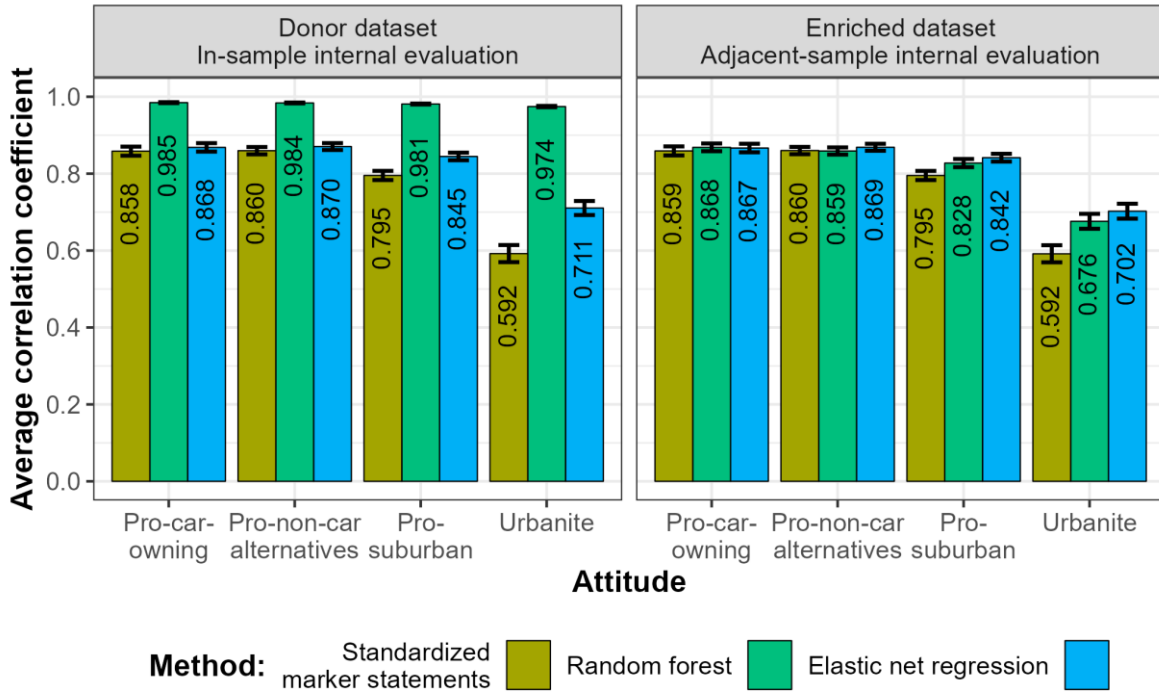 Donor dataset
In-sample internal evaluation
Enriched dataset
Adjacent-sample internal evaluation
Average correlation coefficient
1.0
0.8
0.6
0.4
0.2
0.0
0.858
0.985
0.868
0.860
0.984
0.870
0.795
0.981
0.845
0.592
0.974
0.711
0.859
0.868
0.867
0.860
0.859
0.869
0.795
0.828
0.842
0.592
0.676
0.702
Pro-car-
owning
Pro-non-car
alternatives
Pro-
suburban
Urbanite
Pro-car-
owning
Pro-non-car
alternatives
Pro-
suburban
Urbanite
Attitude
Method:
Standardized
marker statements
Random forest
Elastic net regression